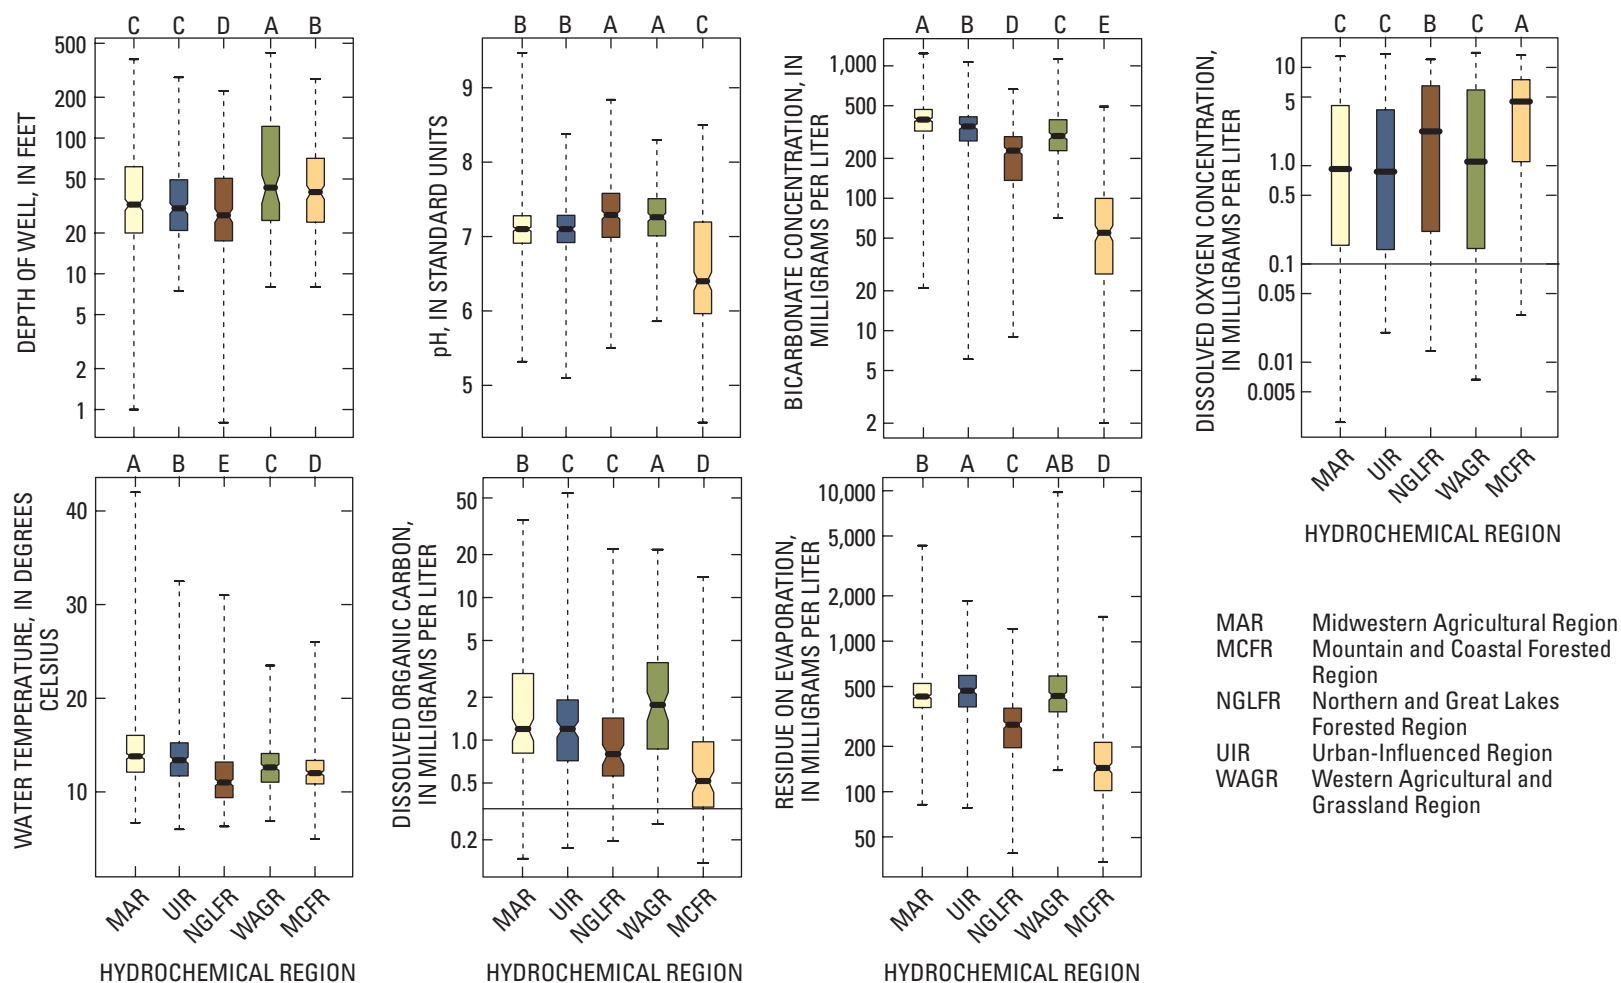 C C D A B
500
200
100
50
20
10
5
2
1
DEPTH OF WELL, IN FEET
B B A A C
9
8
7
6
5
pH, IN STANDARD UNITS
A B D C E
1,000
500
200
100
50
20
10
5
2
BICARBONATE CONCENTRATION, IN
MILLIGRAMS PER LITER
C C B C A
10
5
1.0
0.5
0.1
0.05
0.01
0.005
DISSOLVED OXYGEN CONCENTRATION,
IN MILLIGRAMS PER LITER
MAR UIR NGLFR WAGR MCFR
HYDROCHEMICAL REGION
A B E C D
40
30
20
10
WATER TEMPERATURE, IN DEGREES
CELSIUS
MAR UIR NGLFR WAGR MCFR
HYDROCHEMICAL REGION
B C C A D
50
20
10
5
2
1.0
0.5
0.2
DISSOLVED ORGANIC CARBON,
IN MILLIGRAMS PER LITER
MAR UIR NGLFR WAGR MCFR
HYDROCHEMICAL REGION
B A C AB D
10,000
5,000
2,000
1,000
500
200
100
50
RESIDUE ON EVAPORATION,
IN MILLIGRAMS PER LITER
MAR UIR NGLFR WAGR MCFR
HYDROCHEMICAL REGION
MAR Midwestern Agricultural Region
MCFR Mountain and Coastal Forested
Region
NGLFR Northern and Great Lakes
Forested Region
UIR Urban-Influenced Region
WAGR Western Agricultural and
Grassland Region